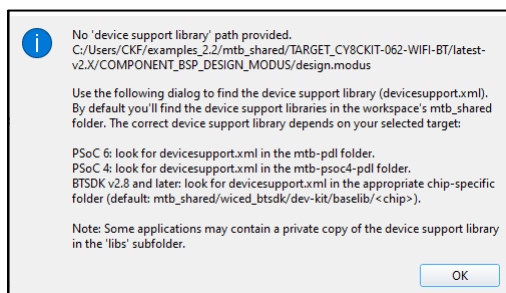 No 'device support library' path provided.
C:/Users/CKF/examples_2.2/mtb_shared/TARGET_CY8CKIT-062-WIFI-BT/latest-
v2.X/COMPONENT_BSP_DESIGN_MODUS/design.modus
Use the following dialog to find the device support library (devicesupport.xml).
By default you'll find the device support libraries in the workspace's mtb_shared
folder. The correct device support library depends on your selected target:
PSoC 6: look for devicesupport.xml in the mtb-pdl folder.
PSoC 4: look for devicesupport.xml in the mtb-psoc4-pdl folder.
BTSDK v2.8 and later: look for devicesupport.xml in the appropriate chip-specific
folder (default: mtb_shared/wiced_btsdk/dev-kit/baselib/<chip>).
Note: Some applications may contain a private copy of the device support library
in the 'libs' subfolder.
OK